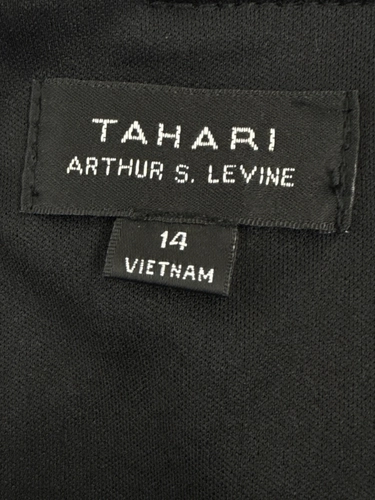 TAHARI
ARTHUR S. LEVINE
14
VIETNAM